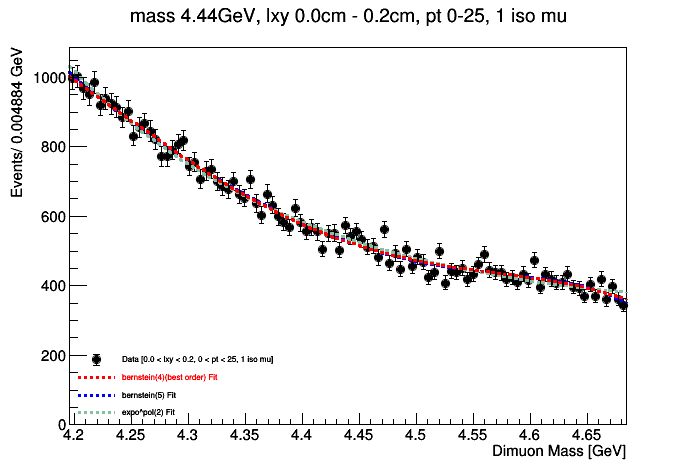 mass 4.44GeV, lxy 0.0cm - 0.2cm, pt 0-25, 1 iso mu
Events/ 0.004884 GeV
1000
800
600
400
200
0
Data [0.0 < lxy < 0.2, 0 < pt < 25, 1 iso mu]
bernstein(4)(best order) Fit
bernstein(5) Fit
expo*pol(2) Fit
4.2 4.25 4.3 4.35 4.4 4.45 4.5 4.55 4.6 4.65
Dimuon Mass [GeV]